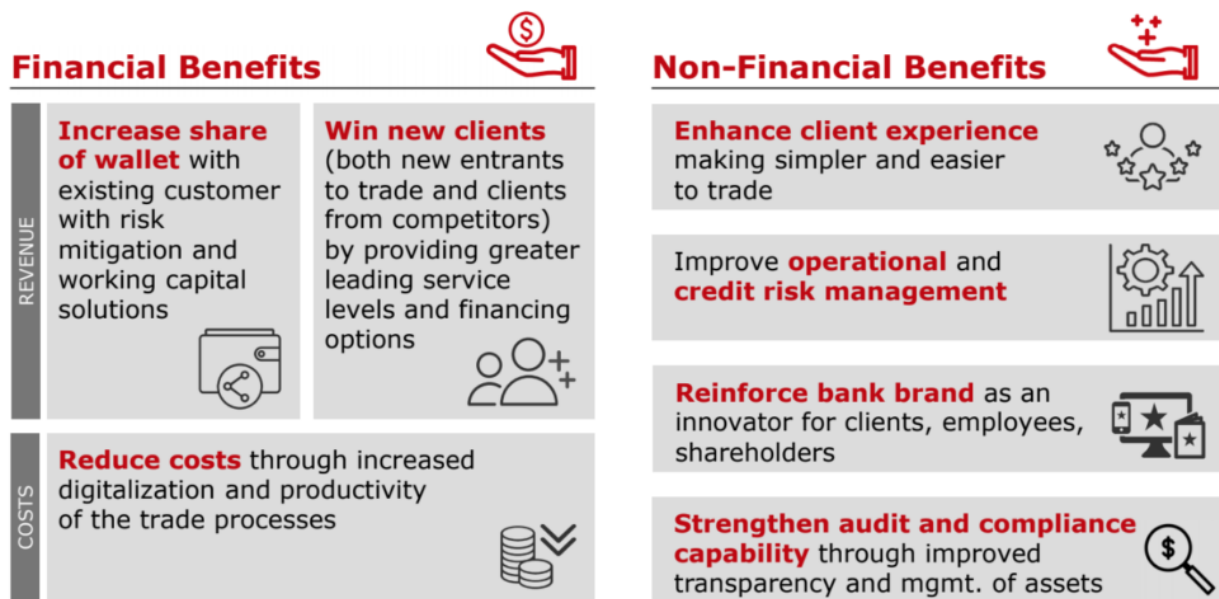 Financial Benefits
REVENUE
Increase share
of wallet with
existing customer
with risk
mitigation and
working capital
solutions
Win new clients
(both new entrants
to trade and clients
from competitors)
by providing greater
leading service
levels and financing
options
COSTS
Reduce costs through increased
digitalization and productivity
of the trade processes
Non-Financial Benefits
Enhance client experience
making simpler and easier
to trade
Improve operational and
credit risk management
Reinforce bank brand as an
innovator for clients, employees,
shareholders
Strengthen audit and compliance
capability through improved
transparency and mgmt. of assets